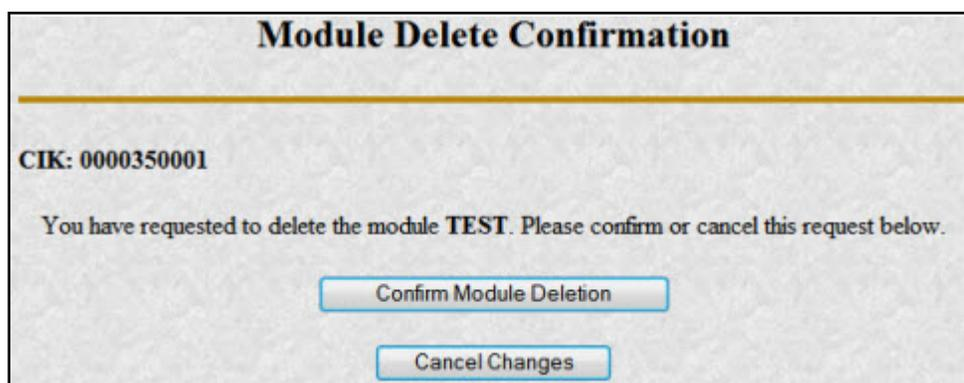 Module Delete Confirmation
CIK: 0000350001
You have requested to delete the module TEST. Please confirm or cancel this request below.
Confirm Module Deletion
Cancel Changes